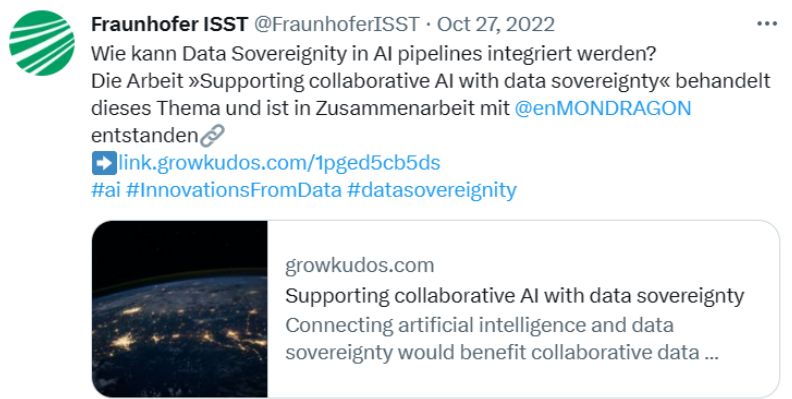 Fraunhofer ISST @FraunhoferISST · Oct 27, 2022
Wie kann Data Sovereignity in AI pipelines integriert werden?
Die Arbeit »Supporting collaborative AI with data sovereignty« behandelt
dieses Thema und ist in Zusammenarbeit mit @enMONDRAGON
entstanden🔗
➡️link.growkudos.com/1pged5cb5ds
#ai #InnovationsFromData #datasovereignity
growkudos.com
Supporting collaborative AI with data sovereignty
Connecting artificial intelligence and data
sovereignty would benefit collaborative data ...